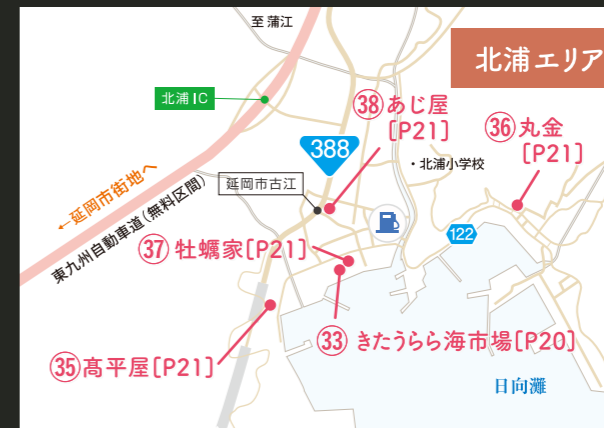 至 蒲江
北浦エリア
北浦IC
㊳あじ屋
[P21]
㊱丸金
[P21]
388
・北浦小学校
←延岡市街地へ
延岡市古江
東九州自動車道(無料区間)
122
㊲牡蠣家[P21]
㉝きたうらら海市場[P20]
㉟髙平屋[P21]
日向灘